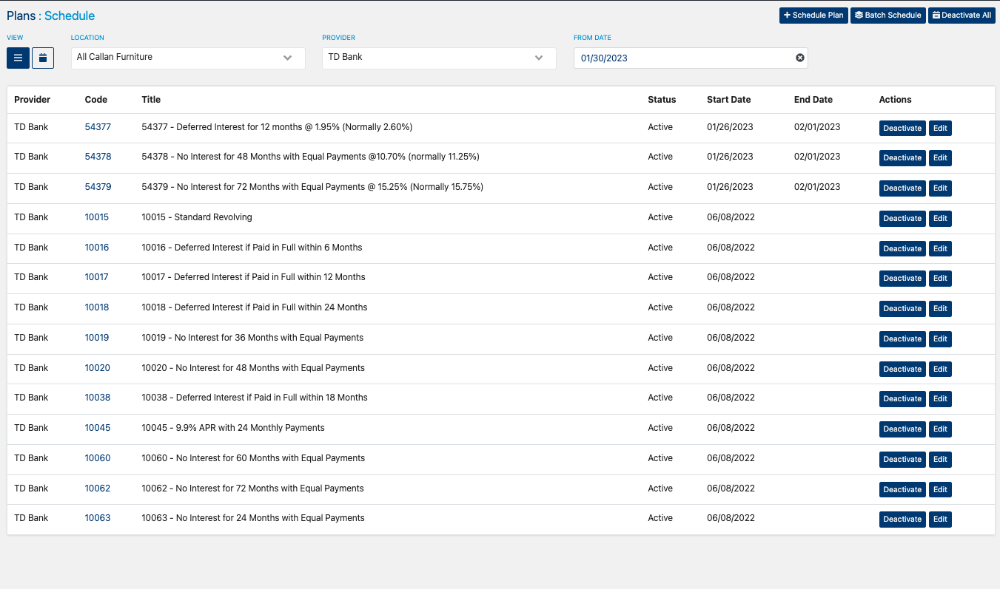 Plans : Schedule
Schedule Plan Batch Schedule Deactivate All
VIEW LOCATION PROVIDER FROM DATE
All Callan Furniture TD Bank 01/30/2023
Provider Code Title Status Start Date End Date Actions
TD Bank 54377 54377 - Deferred Interest for 12 months @ 1.95% (Normally 2.60%) Active 01/26/2023 02/01/2023 Deactivate Edit
TD Bank 54378 54378 - No Interest for 48 Months with Equal Payments @10.70% (normally 11.25%) Active 01/26/2023 02/01/2023 Deactivate Edit
TD Bank 54379 54379 - No Interest for 72 Months with Equal Payments @ 15.25% (Normally 15.75%) Active 01/26/2023 02/01/2023 Deactivate Edit
TD Bank 10015 10015 - Standard Revolving Active 06/08/2022 Deactivate Edit
TD Bank 10016 10016 - Deferred Interest if Paid in Full within 6 Months Active 06/08/2022 Deactivate Edit
TD Bank 10017 10017 - Deferred Interest if Paid in Full within 12 Months Active 06/08/2022 Deactivate Edit
TD Bank 10018 10018 - Deferred Interest if Paid in Full within 24 Months Active 06/08/2022 Deactivate Edit
TD Bank 10019 10019 - No Interest for 36 Months with Equal Payments Active 06/08/2022 Deactivate Edit
TD Bank 10020 10020 - No Interest for 48 Months with Equal Payments Active 06/08/2022 Deactivate Edit
TD Bank 10038 10038 - Deferred Interest if Paid in Full within 18 Months Active 06/08/2022 Deactivate Edit
TD Bank 10045 10045 - 9.9% APR with 24 Monthly Payments Active 06/08/2022 Deactivate Edit
TD Bank 10060 10060 - No Interest for 60 Months with Equal Payments Active 06/08/2022 Deactivate Edit
TD Bank 10062 10062 - No Interest for 72 Months with Equal Payments Active 06/08/2022 Deactivate Edit
TD Bank 10063 10063 - No Interest for 24 Months with Equal Payments Active 06/08/2022 Deactivate Edit